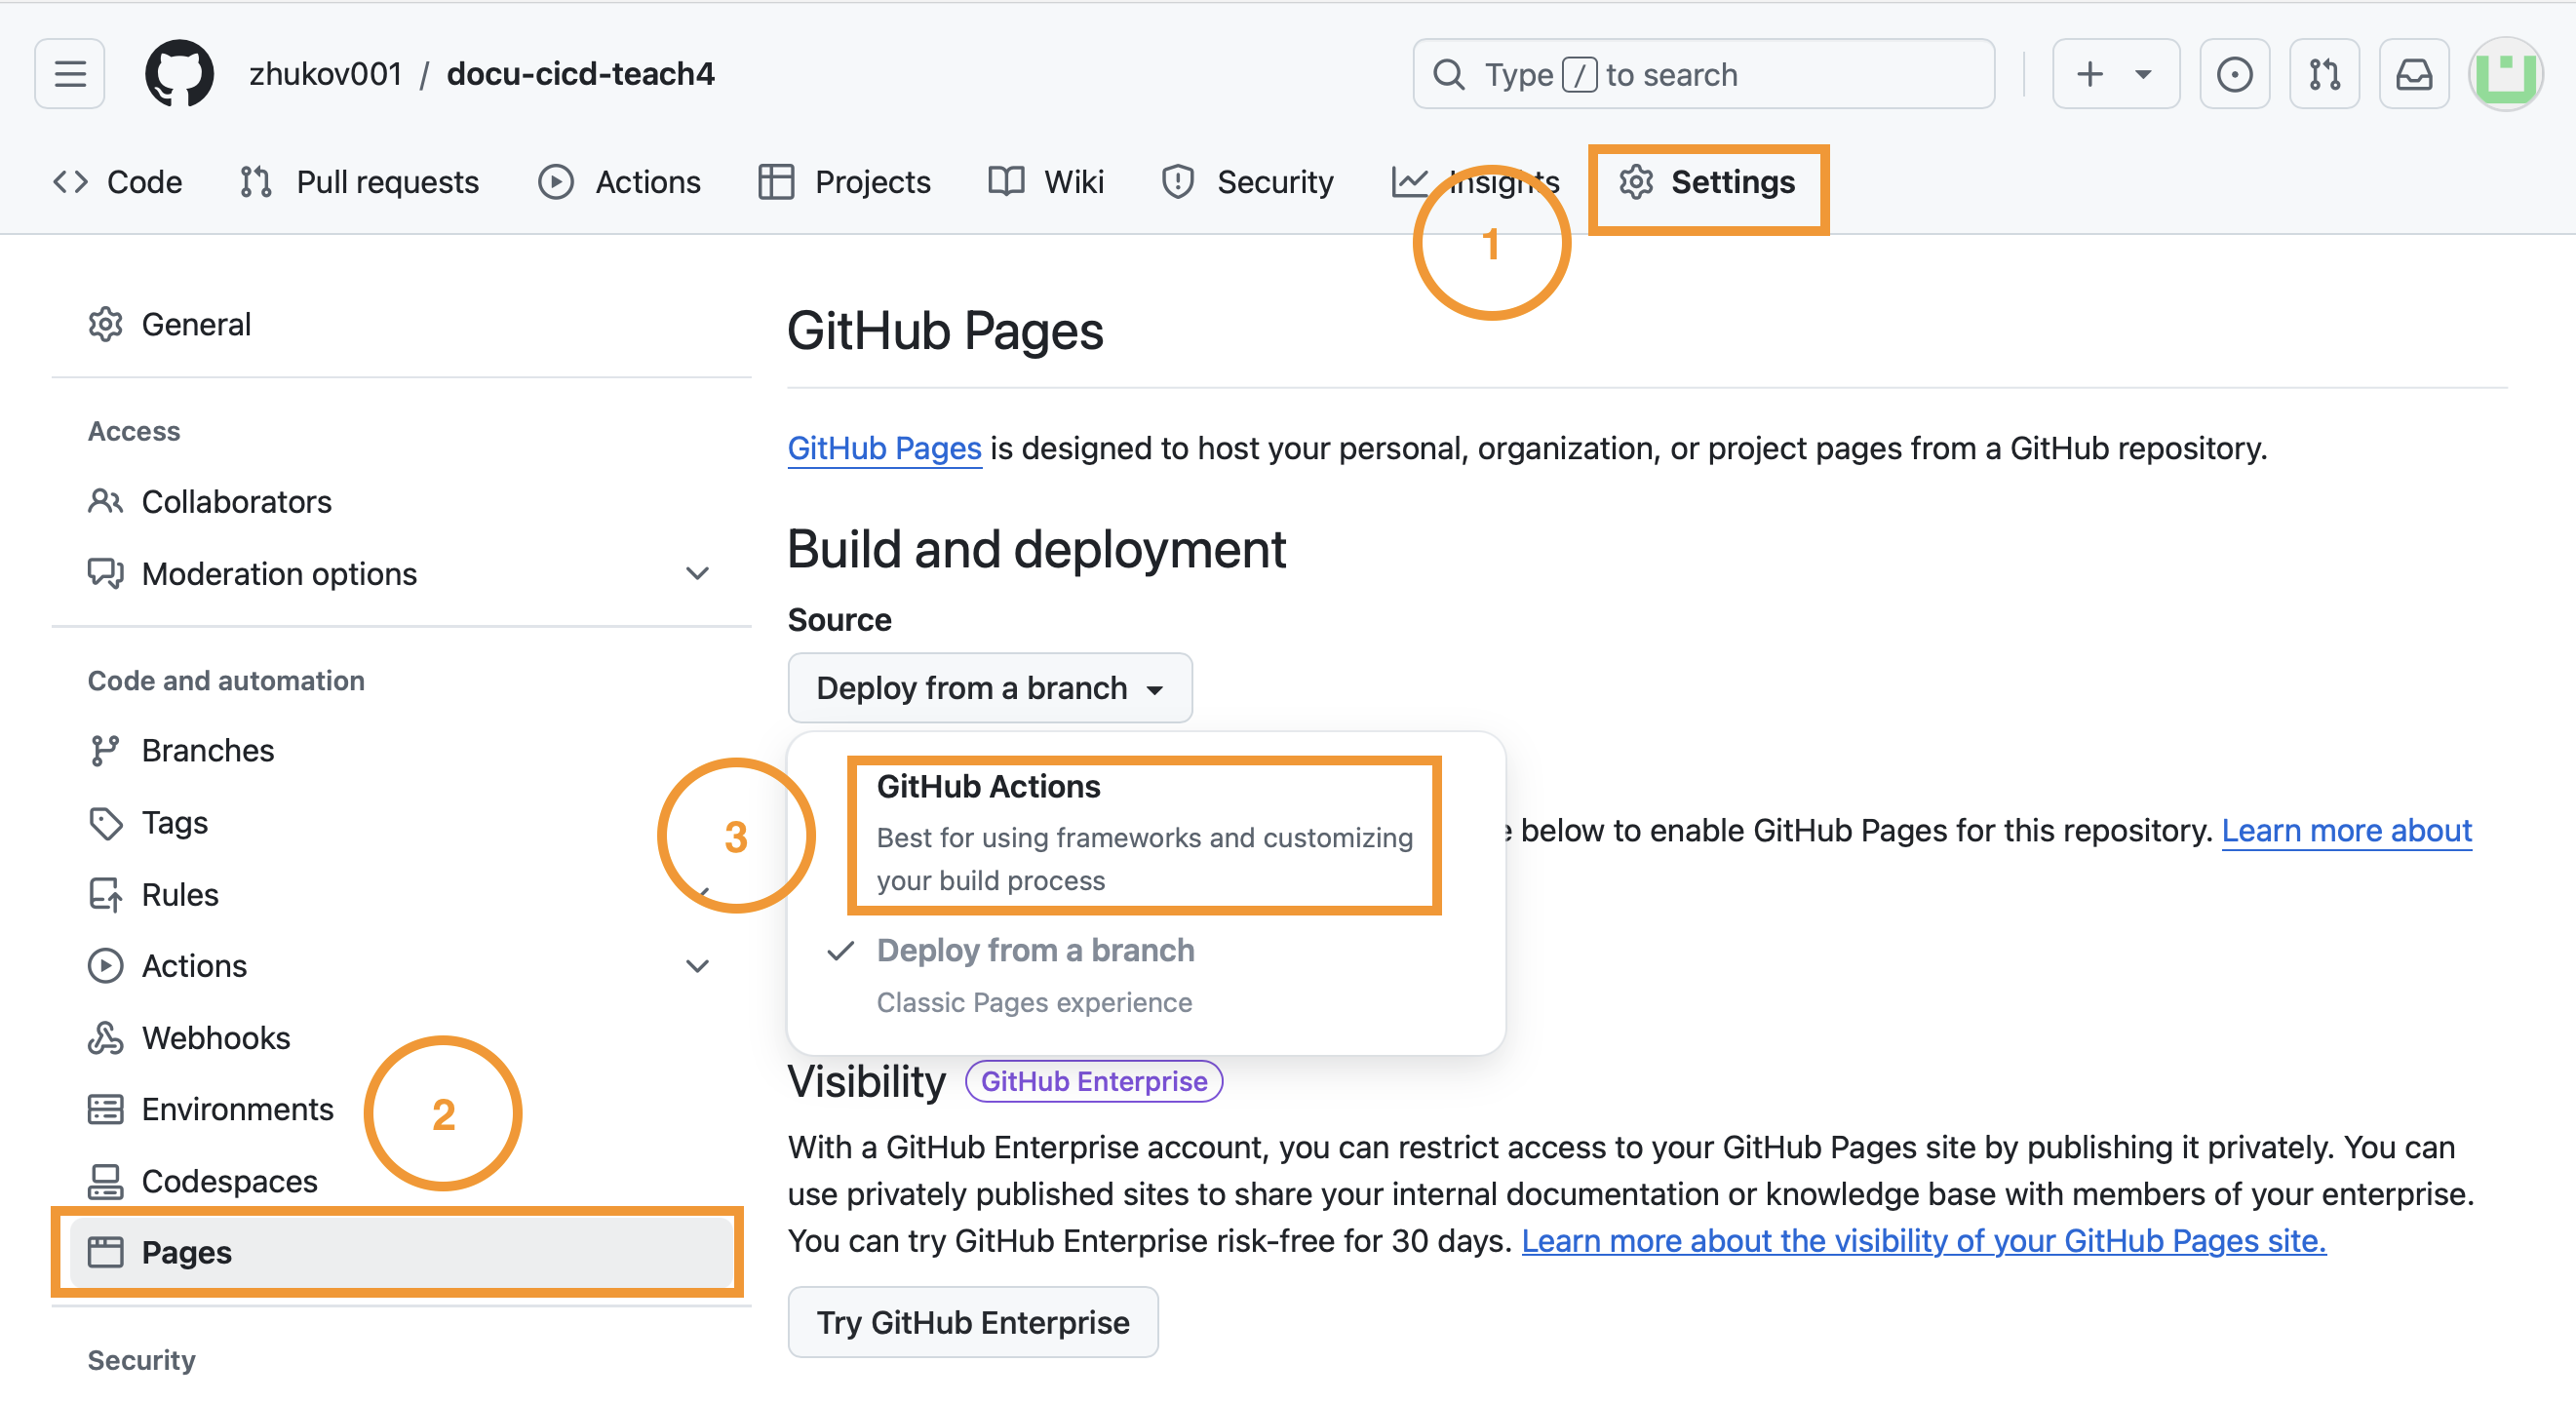 zhukov001 / docu-cicd-teach4
Type / to search
Code
Pull requests
Actions
Projects
Wiki
Security
Insights
Settings
1
General
Access
Collaborators
Moderation options
Code and automation
Branches
Tags
Rules
Actions
Webhooks
Environments
2
Codespaces
Pages
Security
GitHub Pages
GitHub Pages is designed to host your personal, organization, or project pages from a GitHub repository.
Build and deployment
Source
Deploy from a branch
3
GitHub Actions
Best for using frameworks and customizing
your build process
below to enable GitHub Pages for this repository. Learn more about
Deploy from a branch
Classic Pages experience
Visibility GitHub Enterprise
With a GitHub Enterprise account, you can restrict access to your GitHub Pages site by publishing it privately. You can
use privately published sites to share your internal documentation or knowledge base with members of your enterprise.
You can try GitHub Enterprise risk-free for 30 days. Learn more about the visibility of your GitHub Pages site.
Try GitHub Enterprise